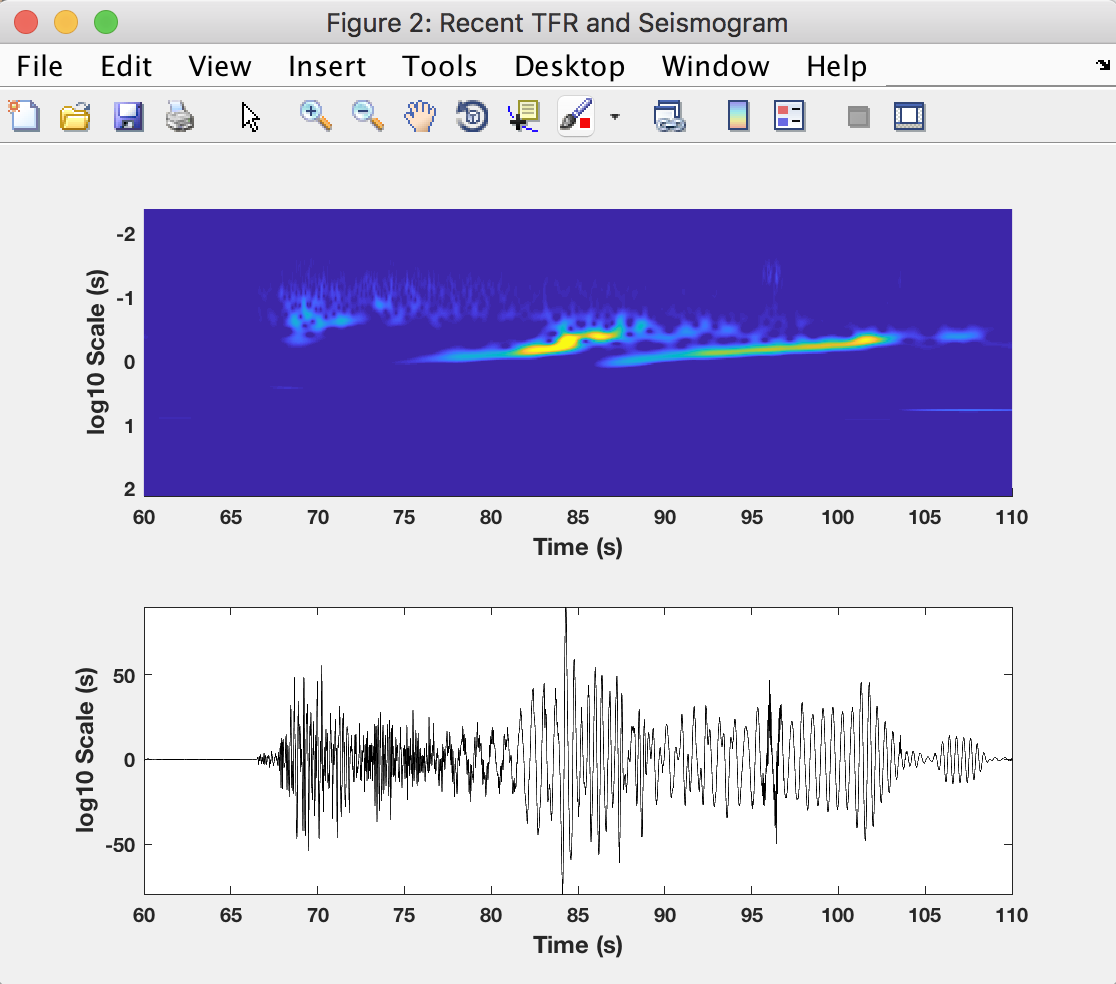 Figure 2: Recent TFR and Seismogram
File Edit View Insert Tools Desktop Window Help
log10 Scale (s)
-2
-1
0
1
2
60 65 70 75 80 85 90 95 100 105 110
Time (s)
log10 Scale (s)
50
0
-50
60 65 70 75 80 85 90 95 100 105 110
Time (s)